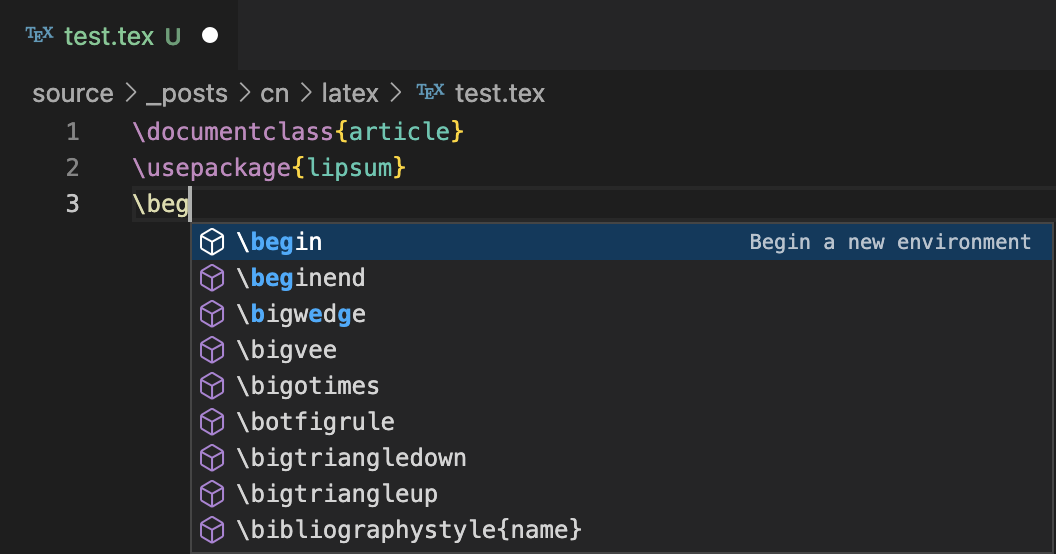 TEX test.tex U
source > _posts > cn > latex > TEX test.tex
1 \documentclass{article}
2 \usepackage{lipsum}
3 \beg
\begin Begin a new environment
\beginend
\bigwedge
\bigvee
\bigotimes
\botfigrule
\bigtriangledown
\bigtriangleup
\bibliographystyle{name}